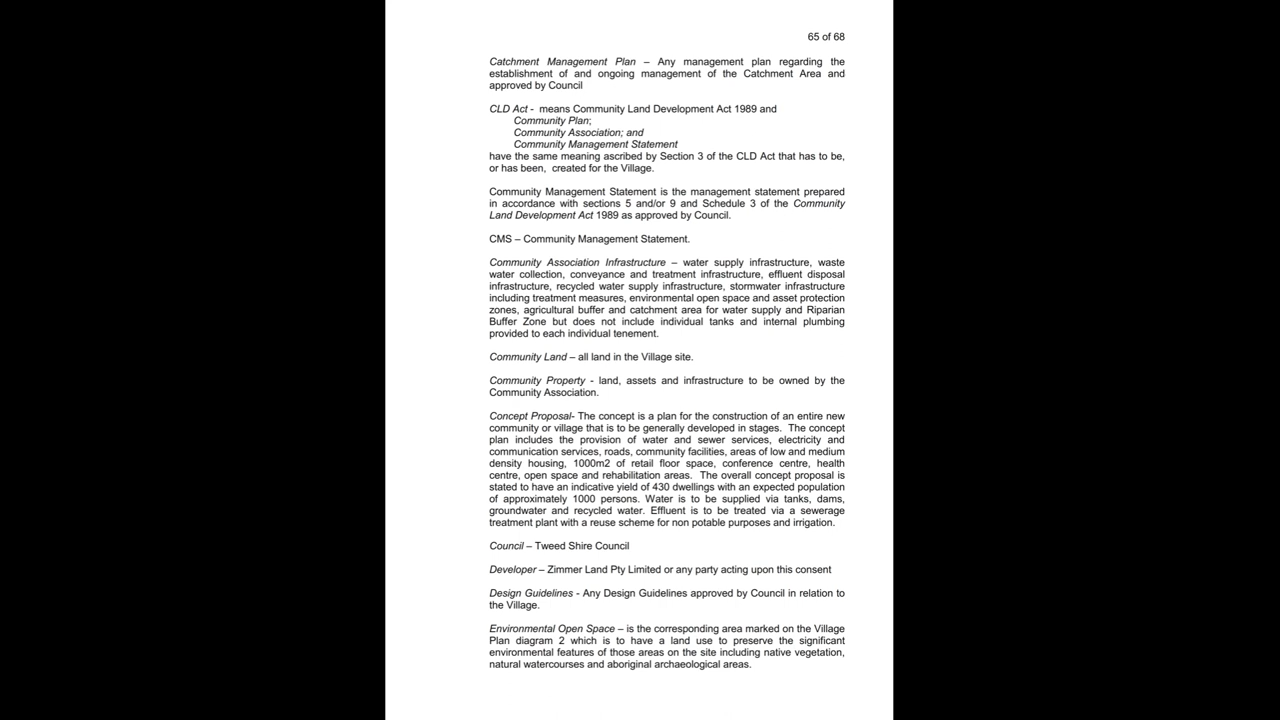 65 of 68
Catchment Management Plan – Any management plan regarding the
establishment of and ongoing management of the Catchment Area and
approved by Council
CLD Act - means Community Land Development Act 1989 and
Community Plan;
Community Association; and
Community Management Statement
have the same meaning ascribed by Section 3 of the CLD Act that has to be,
or has been, created for the Village.
Community Management Statement is the management statement prepared
in accordance with sections 5 and/or 9 and Schedule 3 of the Community
Land Development Act 1989 as approved by Council.
CMS – Community Management Statement.
Community Association Infrastructure – water supply infrastructure, waste
water collection, conveyance and treatment infrastructure, effluent disposal
infrastructure, recycled water supply infrastructure, stormwater infrastructure
including treatment measures, environmental open space and asset protection
zones, agricultural buffer and catchment area for water supply and Riparian
Buffer Zone but does not include individual tanks and internal plumbing
provided to each individual tenement.
Community Land – all land in the Village site.
Community Property - land, assets and infrastructure to be owned by the
Community Association.
Concept Proposal- The concept is a plan for the construction of an entire new
community or village that is to be generally developed in stages. The concept
plan includes the provision of water and sewer services, electricity and
communication services, roads, community facilities, areas of low and medium
density housing, 1000m2 of retail floor space, conference centre, health
centre, open space and rehabilitation areas. The overall concept proposal is
stated to have an indicative yield of 430 dwellings with an expected population
of approximately 1000 persons. Water is to be supplied via tanks, dams,
groundwater and recycled water. Effluent is to be treated via a sewerage
treatment plant with a reuse scheme for non potable purposes and irrigation.
Council – Tweed Shire Council
Developer – Zimmer Land Pty Limited or any party acting upon this consent
Design Guidelines - Any Design Guidelines approved by Council in relation to
the Village.
Environmental Open Space – is the corresponding area marked on the Village
Plan diagram 2 which is to have a land use to preserve the significant
environmental features of those areas on the site including native vegetation,
natural watercourses and aboriginal archaeological areas.